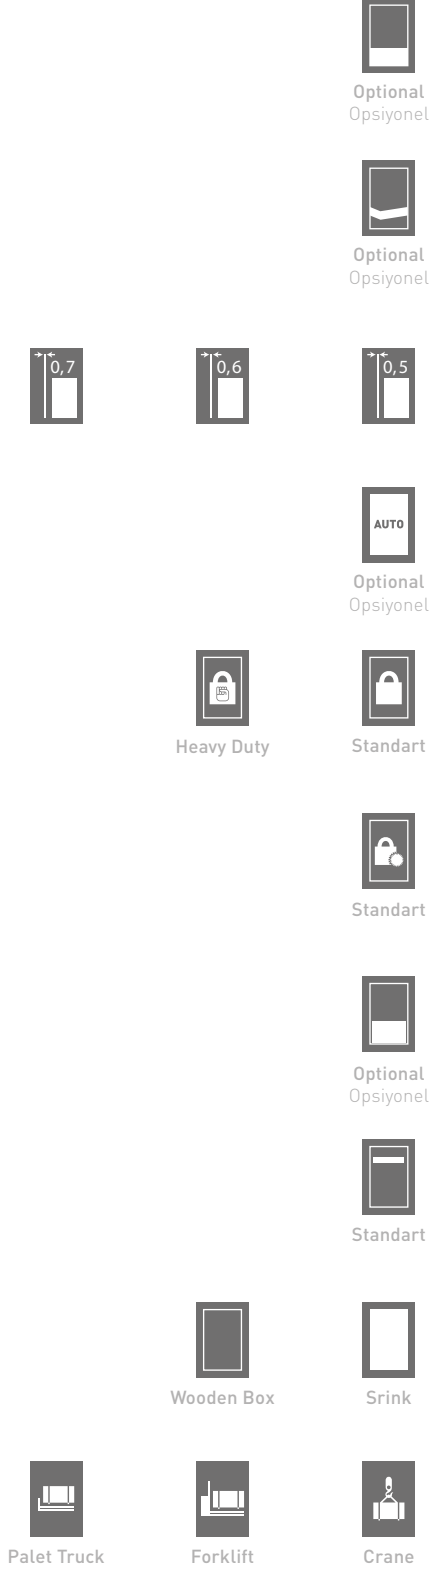 Optional
Opsiyonel
Optional
Opsiyonel
0,7 0,6 0,5
AUTO
Optional
Opsiyonel
Heavy Duty Standart
Standart
Optional
Opsiyonel
Standart
Wooden Box Srink
Palet Truck Forklift Crane